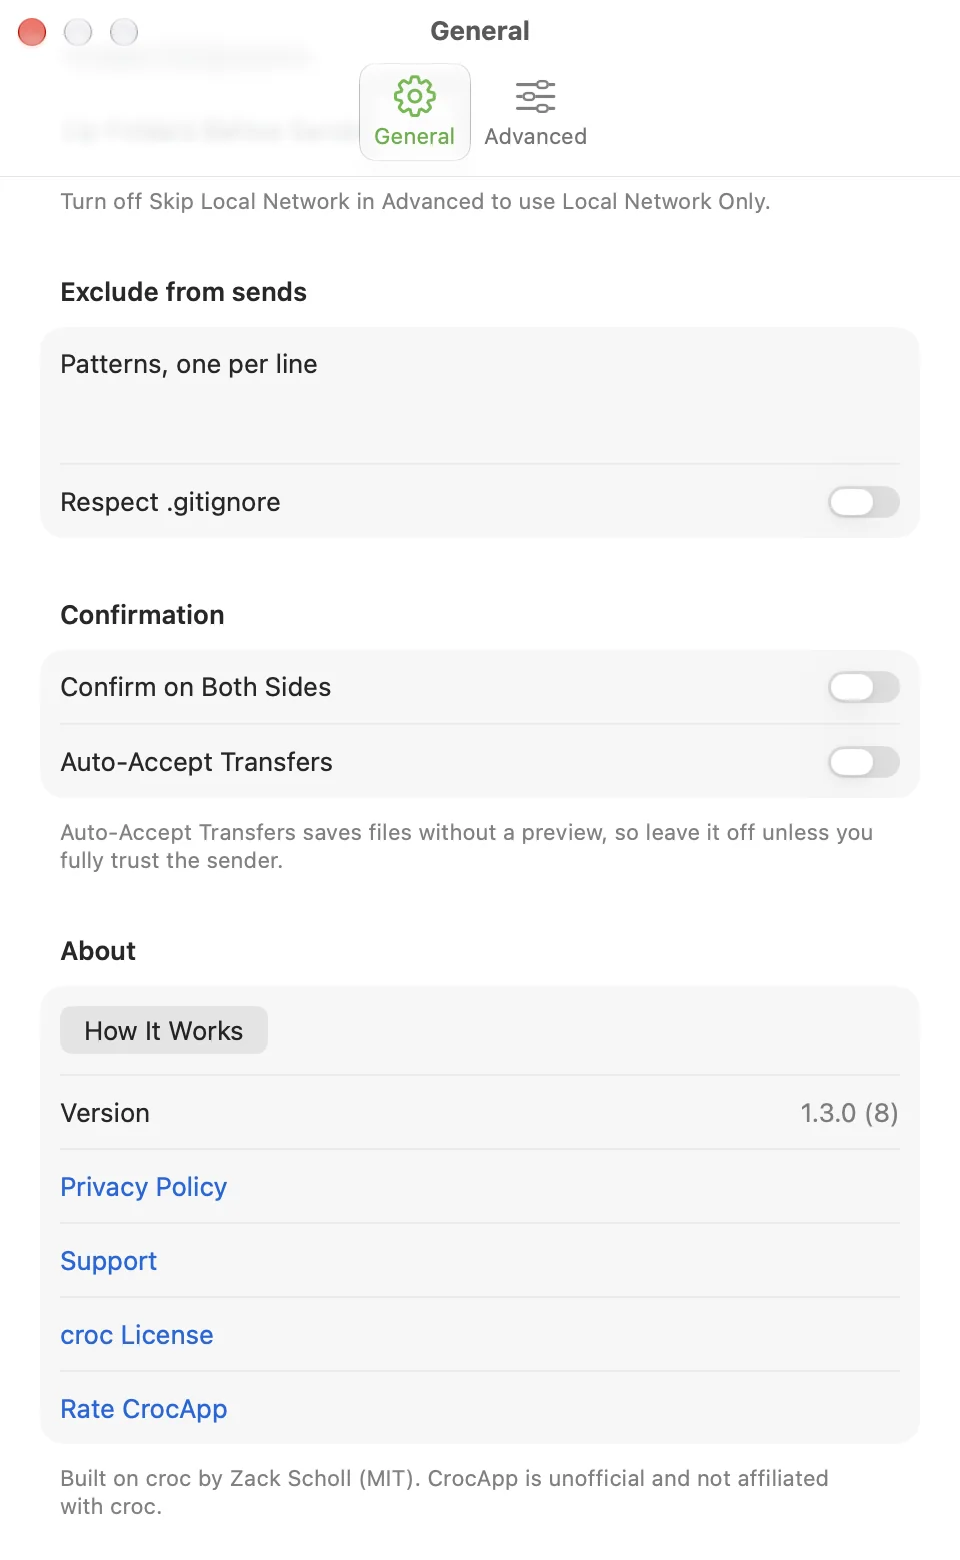 General
General
Advanced
Turn off Skip Local Network in Advanced to use Local Network Only.
Exclude from sends
Patterns, one per line
Respect .gitignore
Confirmation
Confirm on Both Sides
Auto-Accept Transfers
Auto-Accept Transfers saves files without a preview, so leave it off unless you
fully trust the sender.
About
How It Works
Version 1.3.0 (8)
Privacy Policy
Support
croc License
Rate CrocApp
Built on croc by Zack Scholl (MIT). CrocApp is unofficial and not affiliated
with croc.